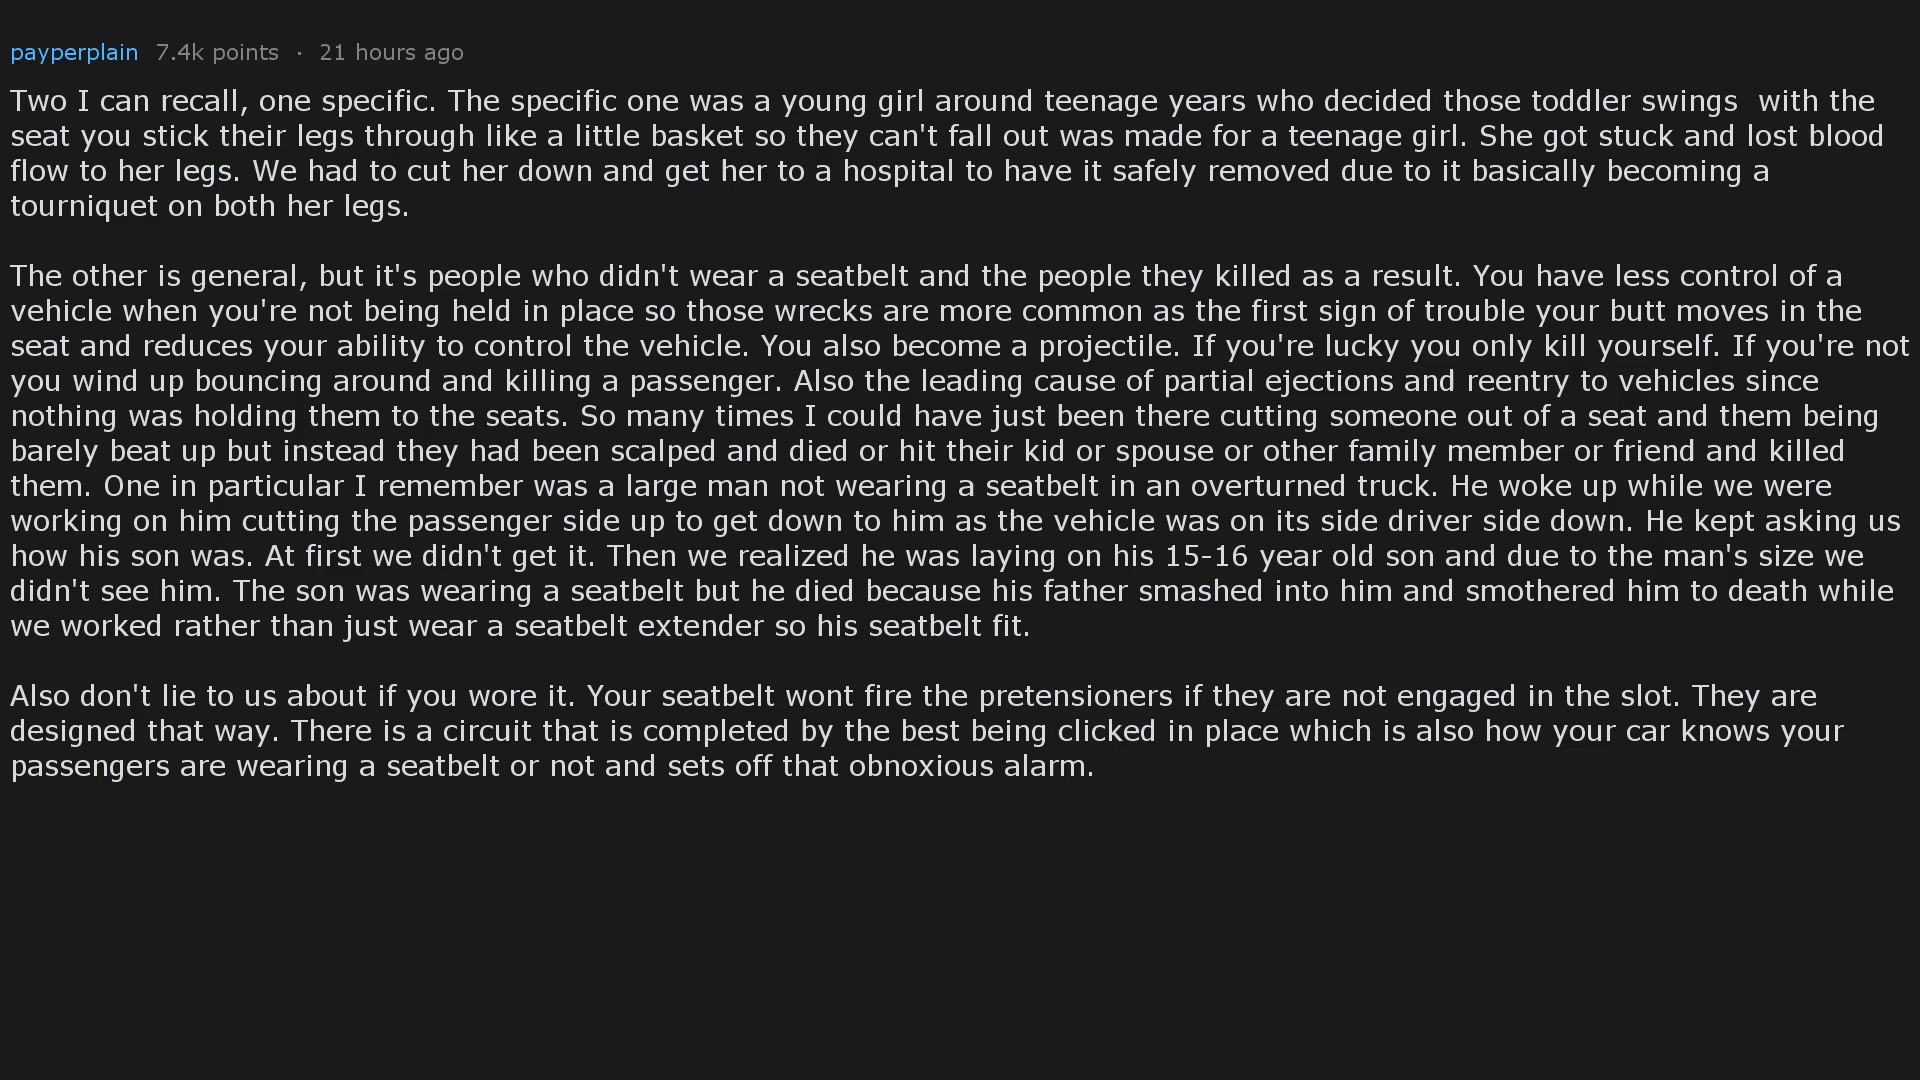 payperplain 7.4k points · 21 hours ago
Two I can recall, one specific. The specific one was a young girl around teenage years who decided those toddler swings  with the
seat you stick their legs through like a little basket so they can't fall out was made for a teenage girl. She got stuck and lost blood
flow to her legs. We had to cut her down and get her to a hospital to have it safely removed due to it basically becoming a
tourniquet on both her legs.
The other is general, but it's people who didn't wear a seatbelt and the people they killed as a result. You have less control of a
vehicle when you're not being held in place so those wrecks are more common as the first sign of trouble your butt moves in the
seat and reduces your ability to control the vehicle. You also become a projectile. If you're lucky you only kill yourself. If you're not
you wind up bouncing around and killing a passenger. Also the leading cause of partial ejections and reentry to vehicles since
nothing was holding them to the seats. So many times I could have just been there cutting someone out of a seat and them being
barely beat up but instead they had been scalped and died or hit their kid or spouse or other family member or friend and killed
them. One in particular I remember was a large man not wearing a seatbelt in an overturned truck. He woke up while we were
working on him cutting the passenger side up to get down to him as the vehicle was on its side driver side down. He kept asking us
how his son was. At first we didn't get it. Then we realized he was laying on his 15-16 year old son and due to the man's size we
didn't see him. The son was wearing a seatbelt but he died because his father smashed into him and smothered him to death while
we worked rather than just wear a seatbelt extender so his seatbelt fit.
Also don't lie to us about if you wore it. Your seatbelt wont fire the pretensioners if they are not engaged in the slot. They are
designed that way. There is a circuit that is completed by the best being clicked in place which is also how your car knows your
passengers are wearing a seatbelt or not and sets off that obnoxious alarm.